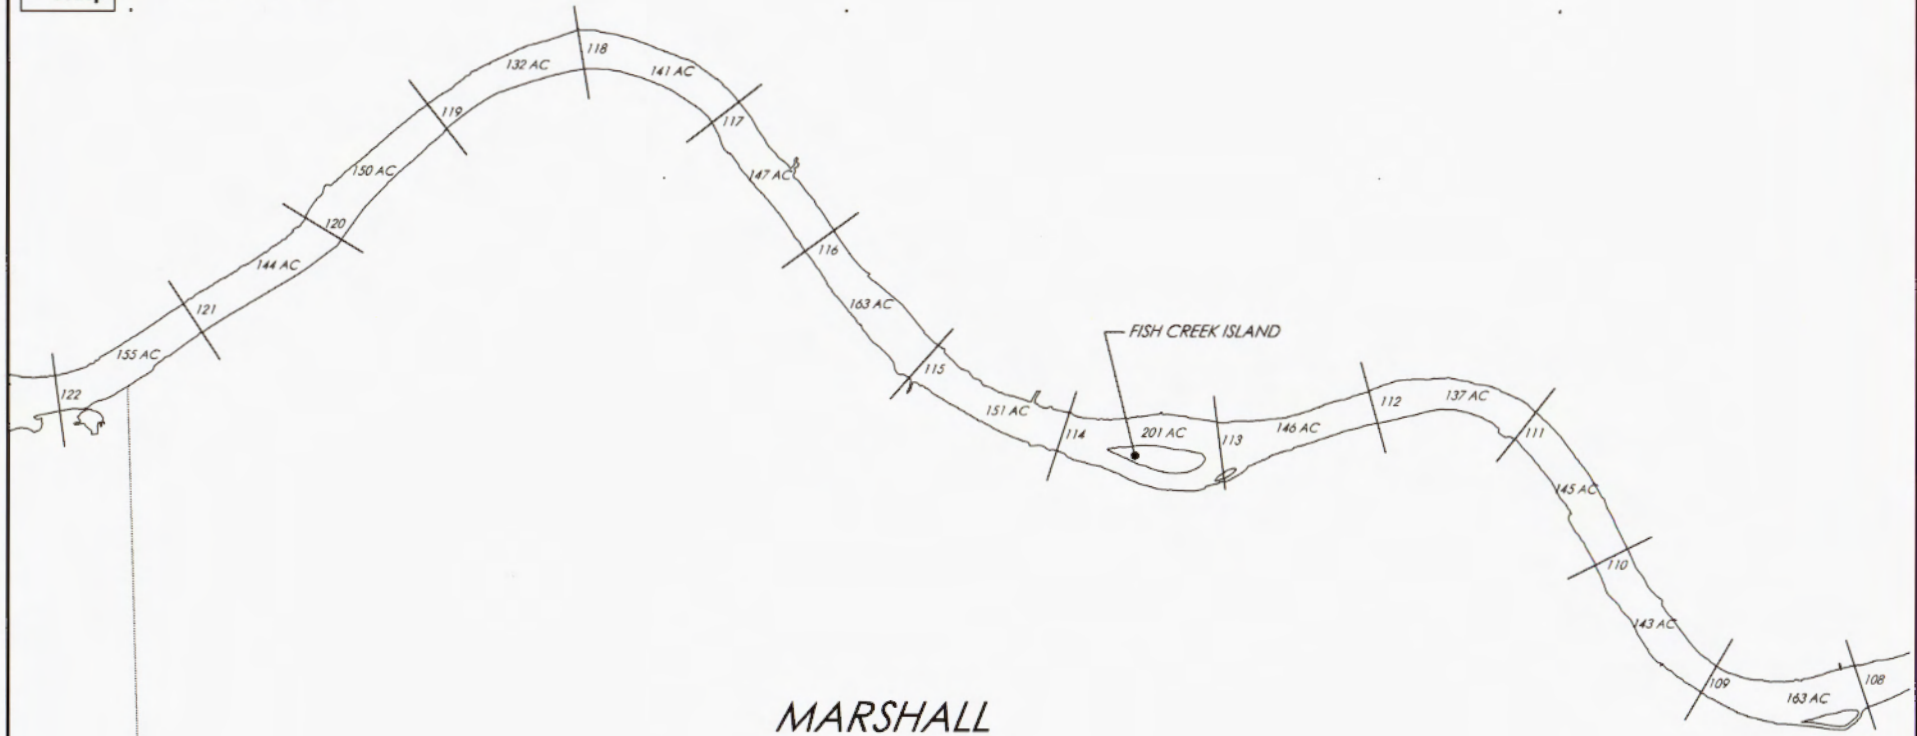 118
132 AC
141 AC
119
117
150 AC
147 AC
120
116
144 AC
121
163 AC
FISH CREEK ISLAND
155 AC
115
122
151 AC
114
201 AC
113
146 AC
112
137 AC
111
145 AC
110
143 AC
109
163 AC
108
MARSHALL